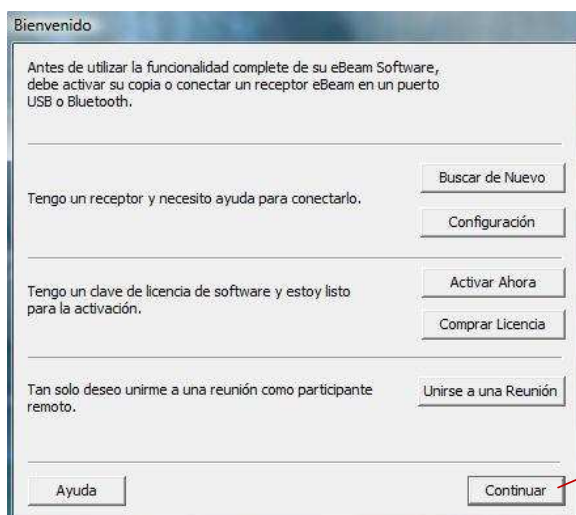 Bienvenido
Antes de utilizar la funcionalidad complete de su eBeam Software,
debe activar su copia o conectar un receptor eBeam en un puerto
USB o Bluetooth.
Buscar de Nuevo
Tengo un receptor y necesito ayuda para conectarlo.
Configuración
Tengo un clave de licencia de software y estoy listo
para la activación.
Activar Ahora
Comprar Licencia
Tan solo deseo unirme a una reunión como participante
remoto.
Unirse a una Reunión
Ayuda
Continuar